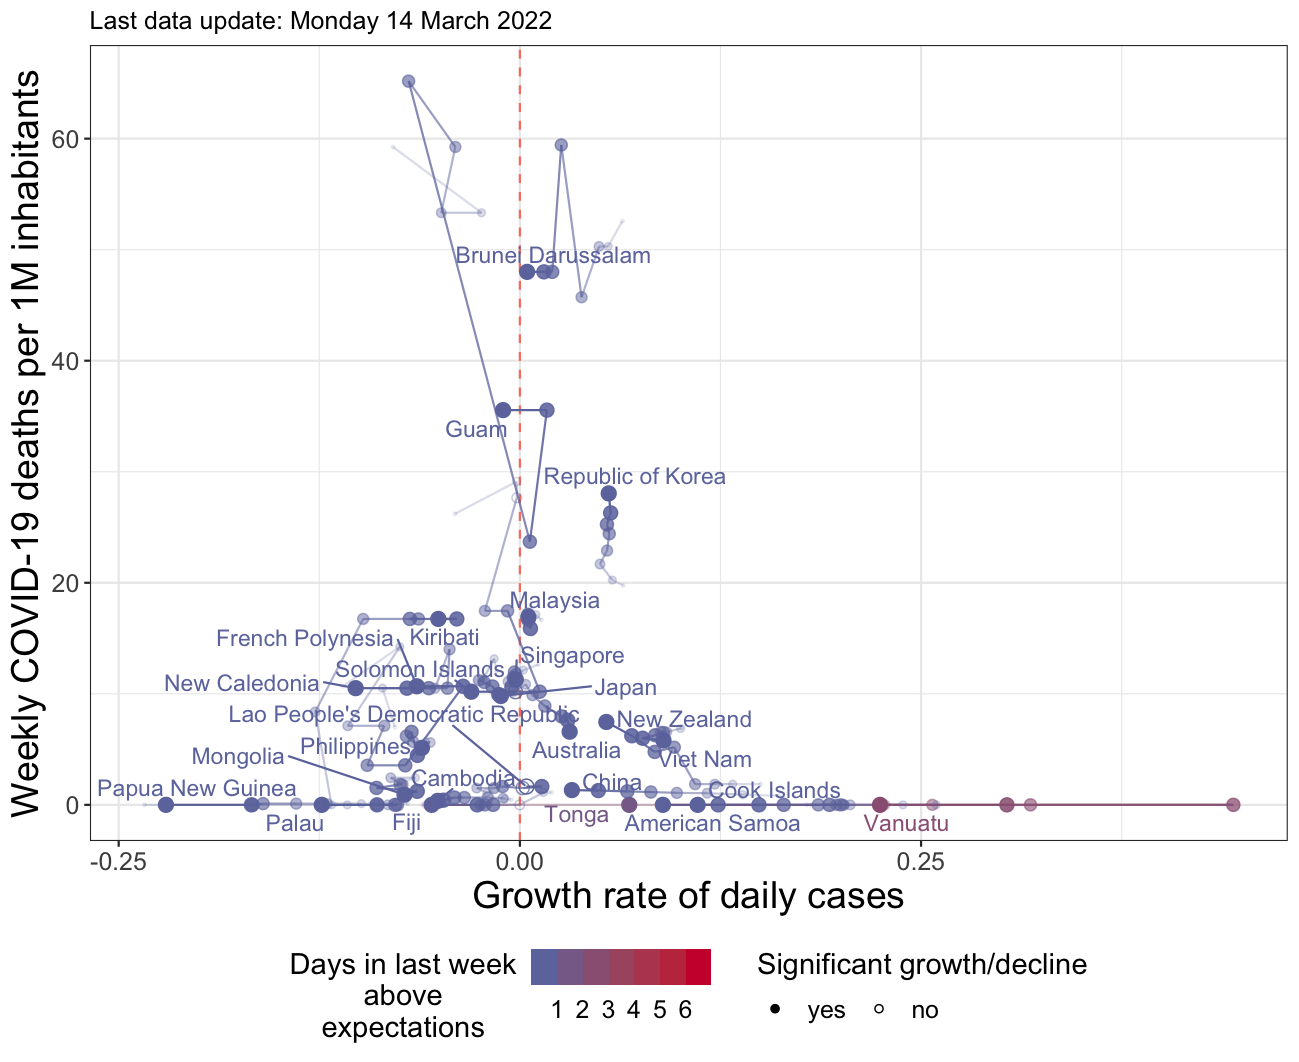 Last data update: Monday 14 March 2022
Weekly COVID-19 deaths per 1M inhabitants
60
40
20
0
Brunei Darussalam
Guam
Republic of Korea
Malaysia
French Polynesia
Kiribati
Singapore
Solomon Islands
New Caledonia
Japan
Lao People's Democratic Republic
New Zealand
Philippines
Australia
Mongolia
Viet Nam
Cambodia
China
Papua New Guinea
Cook Islands
Tonga
Palau
Fiji
American Samoa
Vanuatu
-0.25
0.00
0.25
Growth rate of daily cases
Days in last week
above
expectations
1 2 3 4 5 6
Significant growth/decline
yes
no